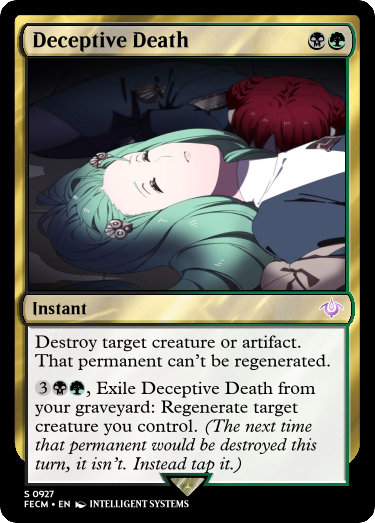 Deceptive Death
Instant
Destroy target creature or artifact.
That permanent can't be regenerated.
3, Exile Deceptive Death from
your graveyard: Regenerate target
creature you control. (The next time
that permanent would be destroyed this
turn, it isn't. Instead tap it.)
S 0927
FECM • EN INTELLIGENT SYSTEMS